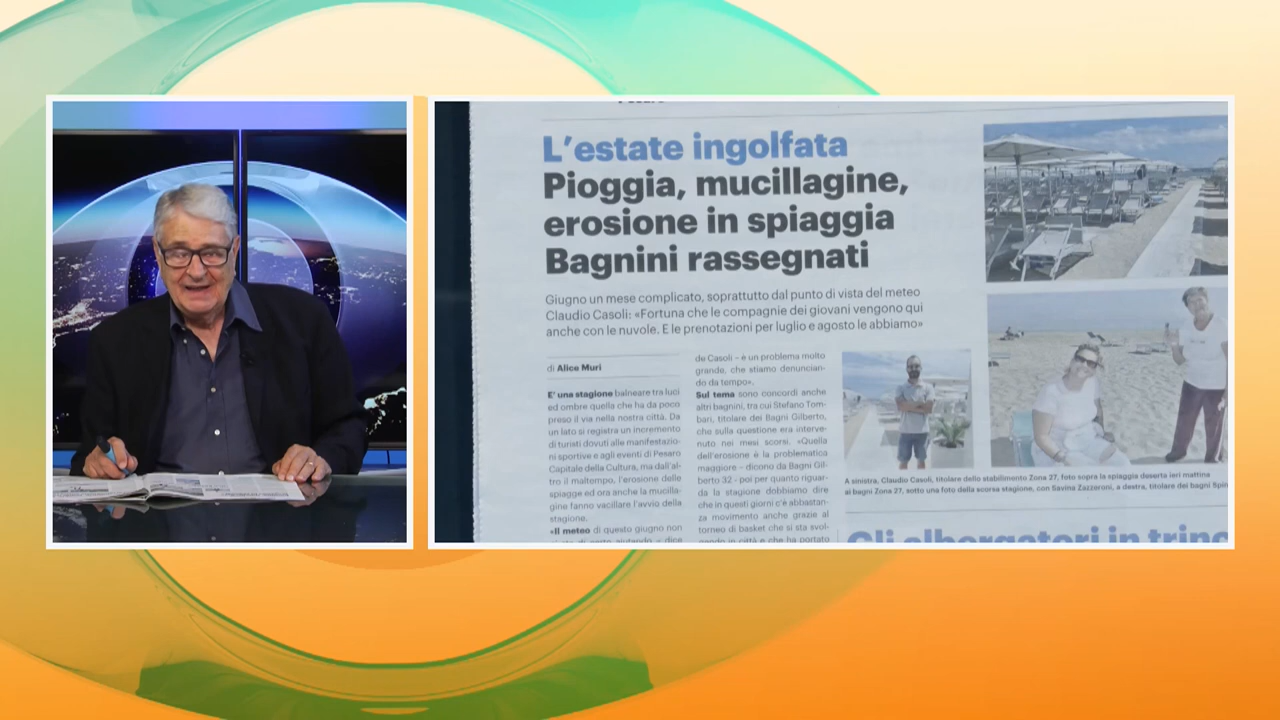 L'estate ingolfata
Pioggia, mucillagine,
erosione in spiaggia
Bagnini rassegnati
Giugno un mese complicato, soprattutto dal punto di vista del meteo
Claudio Casoli: «Fortuna che le compagnie dei giovani vengono qui
anche con le nuvole. E le prenotazioni per luglio e agosto le abbiamo»
di Alice Muri
E' una stagione balneare tra luci
ed ombre quella che ha da poco
preso il via nella nostra città. Da
un lato si registra un incremento
di turisti dovuti alle manifestazio-
ni sportive e agli eventi di Pesaro
Capitale della Cultura, ma dall'al-
tro il maltempo, l'erosione delle
spiagge ed ora anche la mucilla-
gine fanno vacillare l'avvio della
stagione.
«Il meteo di questo giugno non
de Casoli – è un problema molto
grande, che stiamo denuncian-
do da tempo».
Sul tema sono concordi anche
altri bagnini, tra cui Stefano Tom-
bari, titolare dei Bagni Gilberto,
che sulla questione era interve-
nuto nei mesi scorsi. «Quella
dell'erosione è la problematica
maggiore – dicono da Bagni Gil-
berto 32 - poi per quanto riguar-
da la stagione dobbiamo dire
che in questi giorni c'è abbastan-
za movimento anche grazie al
torneo di basket che si sta svol-
gendo in città e che ha portato
A sinistra, Claudio Casoli, titolare dello stabilimento Zona 27, foto sopra la spiaggia deserta ieri mattina
ai bagni Zona 27, sotto una foto della scorsa stagione, con Savina Zazzeroni, a destra, titolare dei bagni
Gli albergatori in